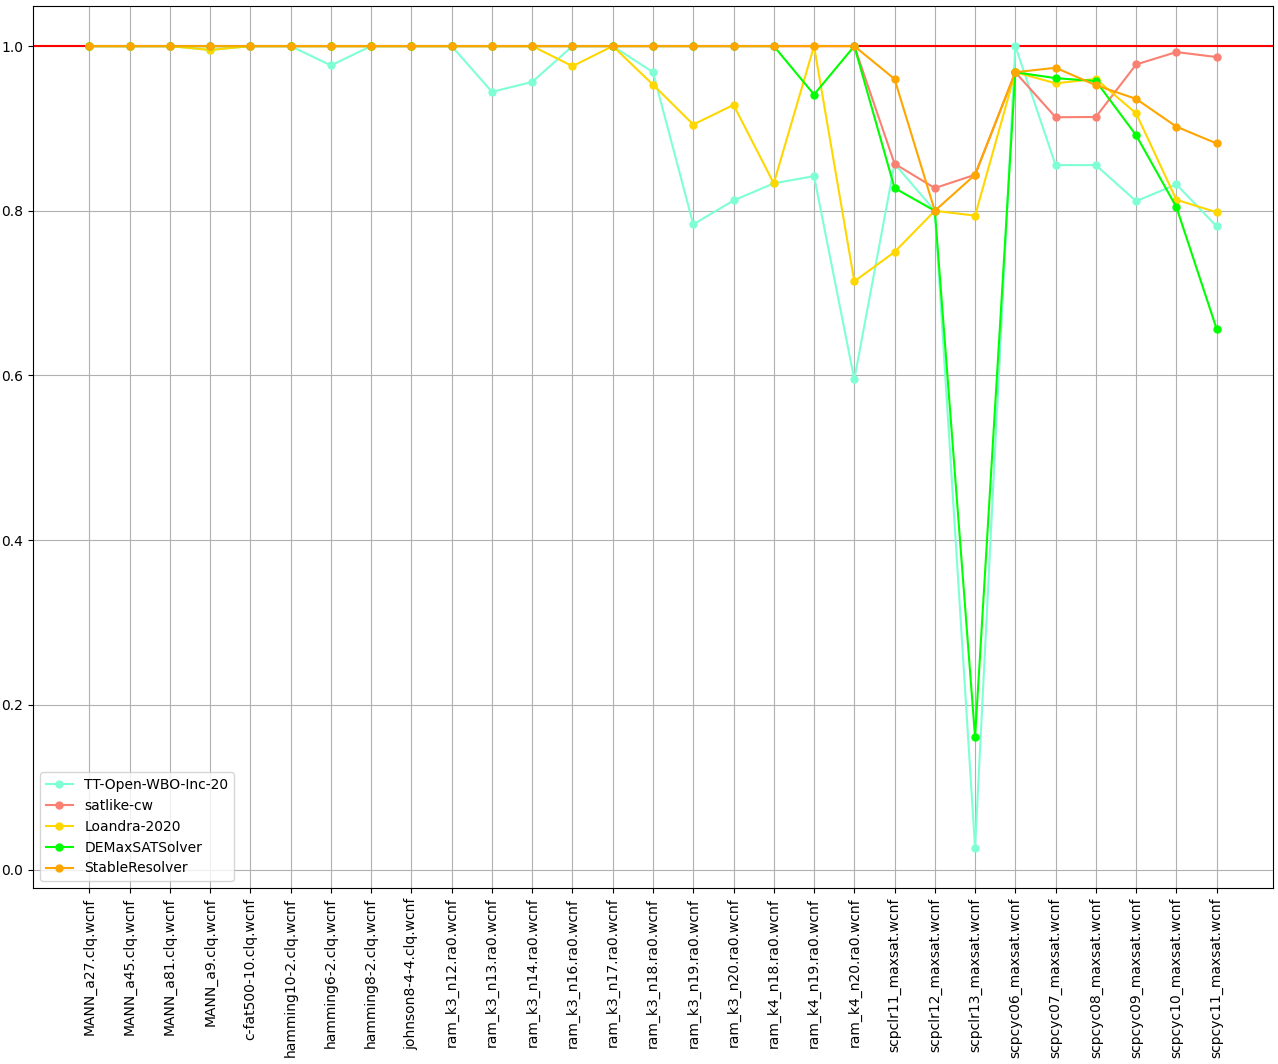 1.0
0.8
0.6
0.4
0.2
0.0
TT-Open-WBO-Inc-20
satlike-cw
Loandra-2020
DEMaxSATSolver
StableResolver
MANN_a27.clq.wcnf
MANN_a45.clq.wcnf
MANN_a81.clq.wcnf
MANN_a9.clq.wcnf
c-fat500-10.clq.wcnf
hamming10-2.clq.wcnf
hamming6-2.clq.wcnf
hamming8-2.clq.wcnf
johnson8-4-4.clq.wcnf
ram_k3_n12.ra0.wcnf
ram_k3_n13.ra0.wcnf
ram_k3_n14.ra0.wcnf
ram_k3_n16.ra0.wcnf
ram_k3_n17.ra0.wcnf
ram_k3_n18.ra0.wcnf
ram_k3_n19.ra0.wcnf
ram_k3_n20.ra0.wcnf
ram_k4_n18.ra0.wcnf
ram_k4_n19.ra0.wcnf
ram_k4_n20.ra0.wcnf
scpclr11_maxsat.wcnf
scpclr12_maxsat.wcnf
scpclr13_maxsat.wcnf
scpcyc06_maxsat.wcnf
scpcyc07_maxsat.wcnf
scpcyc08_maxsat.wcnf
scpcyc09_maxsat.wcnf
scpcyc10_maxsat.wcnf
scpcyc11_maxsat.wcnf